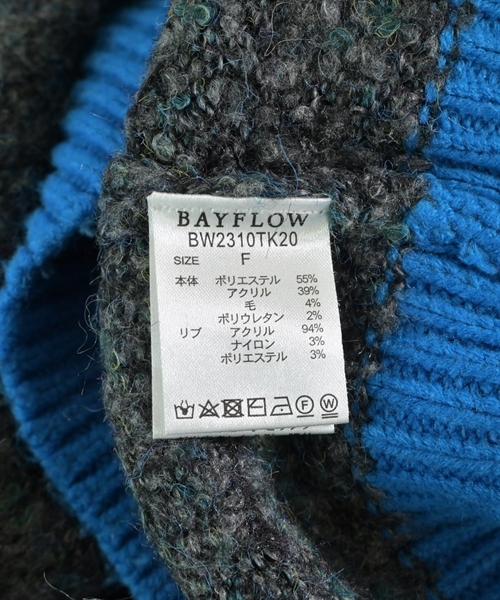 BAYFLOW
BW2310TK20
SIZE F
本体 ポリエステル 55%
アクリル 39%
毛 4%
ポリウレタン 2%
リブ アクリル 94%
ナイロン 3%
ポリエステル 3%
F W